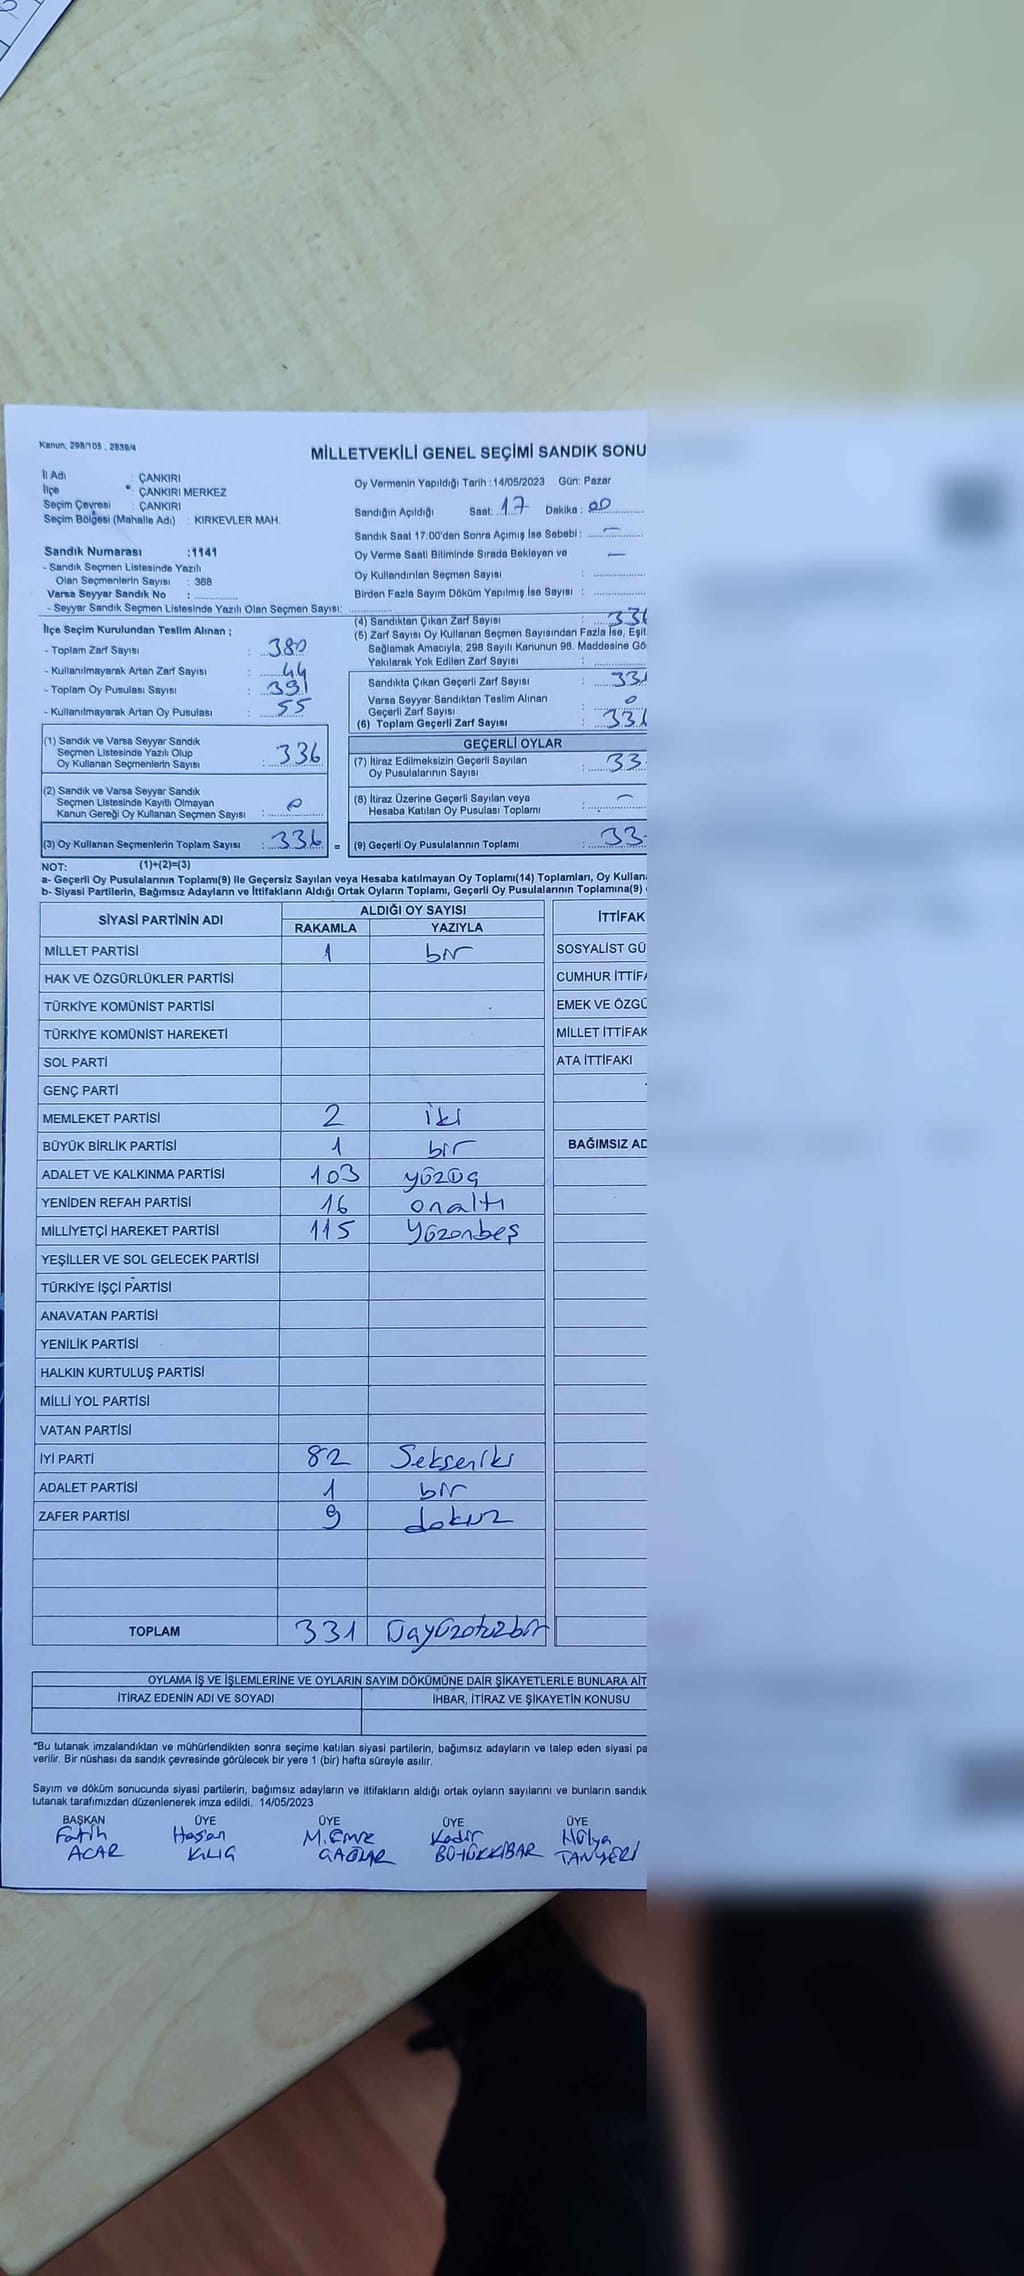 Kanun: 298/105 , 2839/4
MİLLETVEKİLİ GENEL SEÇİMİ SANDIK SONU
İl Adı : ÇANKIRI
İlçe : ÇANKIRI MERKEZ
Seçim Çevresi : ÇANKIRI
Seçim Bölgesi (Mahalle Adı) : KIRKEVLER MAH.
Oy Vermenin Yapıldığı Tarih :14/05/2023 Gün: Pazar
Sandığın Açıldığı Saat: 17 Dakika : 00
Sandık Saat 17.00'den Sonra Açımış İse Sebebi : —
Oy Verme Saati Bitiminde Sırada Bekleyen ve —
Oy Kullandırılan Seçmen Sayısı :
Birden Fazla Sayım Döküm Yapılmış İse Sayısı :
Sandık Numarası :1141
- Sandık Seçmen Listesinde Yazılı
Olan Seçmenlerin Sayısı : 368
Varsa Seyyar Sandık No :
- Seyyar Sandık Seçmen Listesinde Yazılı Olan Seçmen Sayısı:
İlçe Seçim Kurulundan Teslim Alınan ;
- Toplam Zarf Sayısı : 380
- Kullanılmayarak Artan Zarf Sayısı : 44
- Toplam Oy Pusulası Sayısı : 391
- Kullanılmayarak Artan Oy Pusulası : 55
(4) Sandıktan Çıkan Zarf Sayısı : 336
(5) Zarf Sayısı Oy Kullanan Seçmen Sayısından Fazla İse, Eşit
Sağlamak Amacıyla; 298 Sayılı Kanunun 98. Maddesine Gö
Yakılarak Yok Edilen Zarf Sayısı :
Sandıkta Çıkan Geçerli Zarf Sayısı : 33
Varsa Seyyar Sandıktan Teslim Alınan
Geçerli Zarf Sayısı : 0
(6) Toplam Geçerli Zarf Sayısı : 33
(1) Sandık ve Varsa Seyyar Sandık
Seçmen Listesinde Yazılı Olup
Oy Kullanan Seçmenlerin Sayısı : 336
(2) Sandık ve Varsa Seyyar Sandık
Seçmen Listesinde Kayıtlı Olmayan
Kanun Gereği Oy Kullanan Seçmen Sayısı : 0
(3) Oy Kullanan Seçmenlerin Toplam Sayısı : 336 =
GEÇERLİ OYLAR
(7) İtiraz Edilmeksizin Geçerli Sayılan
Oy Pusulalarının Sayısı : 33
(8) İtiraz Üzerine Geçerli Sayılan veya
Hesaba Katılan Oy Pusulası Toplamı : —
(9) Geçerli Oy Pusulalarının Toplamı : 33
NOT: (1)+(2)=(3)
a- Geçerli Oy Pusulalarının Toplamı(9) ile Geçersiz Sayılan veya Hesaba katılmayan Oy Toplamı(14) Toplamları, Oy Kullan
b- Siyasi Partilerin, Bağımsız Adayların ve İttifakların Aldığı Ortak Oyların Toplamı, Geçerli Oy Pusulalarının Toplamına(9)
SİYASİ PARTİNİN ADI ALDIĞI OY SAYISI İTTİFAK
RAKAMLA YAZIYLA
MİLLET PARTİSİ 1 bir SOSYALİST GÜ
HAK VE ÖZGÜRLÜKLER PARTİSİ CUMHUR İTTİFA
TÜRKİYE KOMÜNİST PARTİSİ EMEK VE ÖZGÜ
TÜRKİYE KOMÜNİST HAREKETİ MİLLET İTTİFAK
SOL PARTİ ATA İTTİFAKI
GENÇ PARTİ
MEMLEKET PARTİSİ 2 iki
BÜYÜK BİRLİK PARTİSİ 1 bir BAĞIMSIZ AD
ADALET VE KALKINMA PARTİSİ 103 yüzüç
YENİDEN REFAH PARTİSİ 16 onaltı
MİLLİYETÇİ HAREKET PARTİSİ 115 Yüzonbeş
YEŞİLLER VE SOL GELECEK PARTİSİ
TÜRKİYE İŞÇİ PARTİSİ
ANAVATAN PARTİSİ
YENİLİK PARTİSİ
HALKIN KURTULUŞ PARTİSİ
MİLLİ YOL PARTİSİ
VATAN PARTİSİ
İYİ PARTİ 82 Sekseniki
ADALET PARTİSİ 1 bir
ZAFER PARTİSİ 9 dokuz
TOPLAM 331 Üçyüzotuzbir
OYLAMA İŞ VE İŞLEMLERİNE VE OYLARIN SAYIM DÖKÜMÜNE DAİR ŞİKAYETLERLE BUNLARA AİT
İTİRAZ EDENİN ADI VE SOYADI İHBAR, İTİRAZ VE ŞİKAYETİN KONUSU
*Bu tutanak imzalandıktan ve mühürlendikten sonra seçime katılan siyasi partilerin, bağımsız adayların ve talep eden siyasi pa
verilir. Bir nüshası da sandık çevresinde görülecek bir yere 1 (bir) hafta süreyle asılır.
Sayım ve döküm sonucunda siyasi partilerin, bağımsız adayların ve ittifakların aldığı ortak oyların sayılarını ve bunların sandık
tutanak tarafımızdan düzenlenerek imza edildi. 14/05/2023
BAŞKAN ÜYE ÜYE ÜYE ÜYE
Fatih Hasan M. Emre Kadir Hülya
ACAR KILIÇ ÇAĞLAR BÜYÜKKİBAR TANYERİ